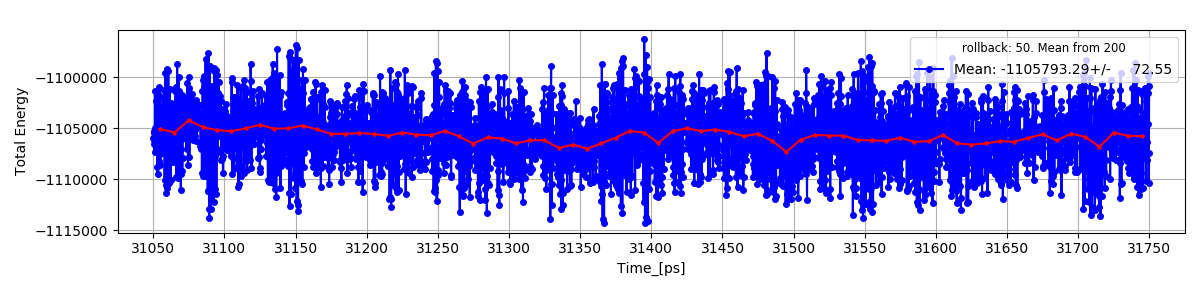 rollback: 50. Mean from 200
Mean: -1105793.29+/- 72.55
Total Energy
−1100000
−1105000
−1110000
−1115000
31050 31100 31150 31200 31250 31300 31350 31400 31450 31500 31550 31600 31650 31700 31750
Time_[ps]